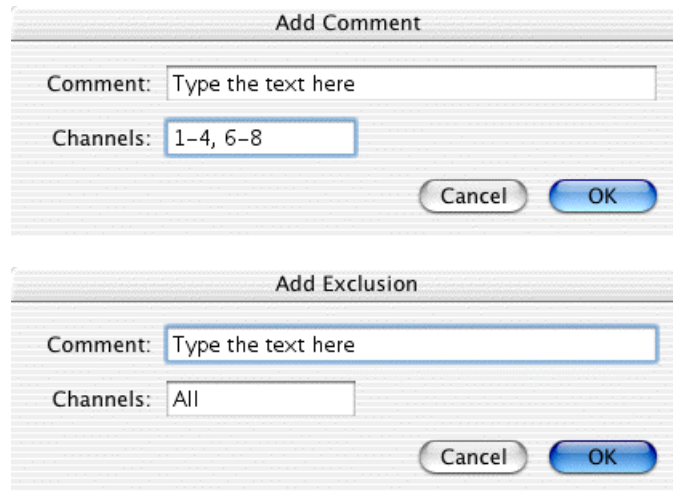 Add Comment
Comment: Type the text here
Channels: 1–4, 6–8
Cancel OK
Add Exclusion
Comment: Type the text here
Channels: All
Cancel OK